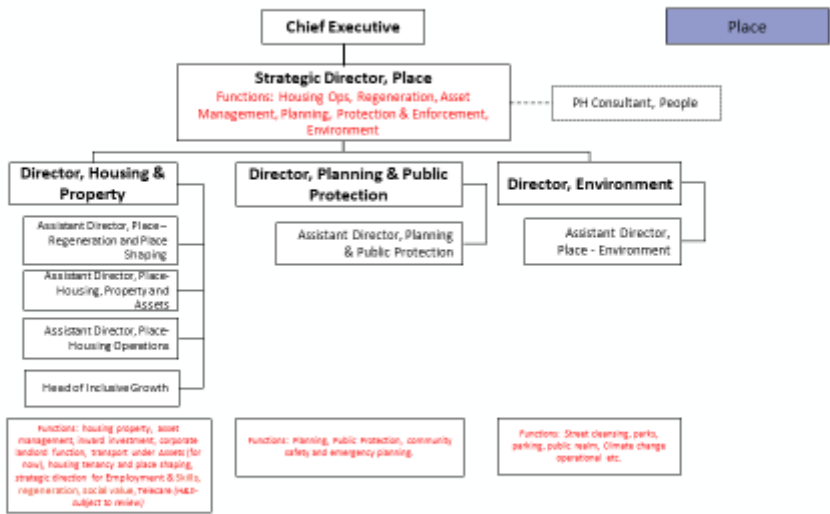 Chief Executive
Place
Strategic Director, Place
Functions: Housing Ops, Regeneration, Asset
Management, Planning, Protection & Enforcement,
Environment
PH Consultant, People
Director, Housing &
Property
Director, Planning & Public
Protection
Director, Environment
Assistant Director, Place –
Regeneration and Place
Shaping
Assistant Director, Planning
& Public Protection
Assistant Director,
Place - Environment
Assistant Director, Place-
Housing, Property and
Assets
Assistant Director, Place-
Housing Operations
Head of Inclusive Growth
Functions: housing property, asset
management, inward investment, corporate
landlord function, transport under Assets (for
now), housing tenancy and place shaping,
strategic direction for Employment & Skills,
regeneration, social value, Telecare (H&D-
subject to review)
Functions: Planning, Public Protection, community
safety and emergency planning.
Functions: Street cleansing, parks,
parking, public realm, Climate change
operational etc.